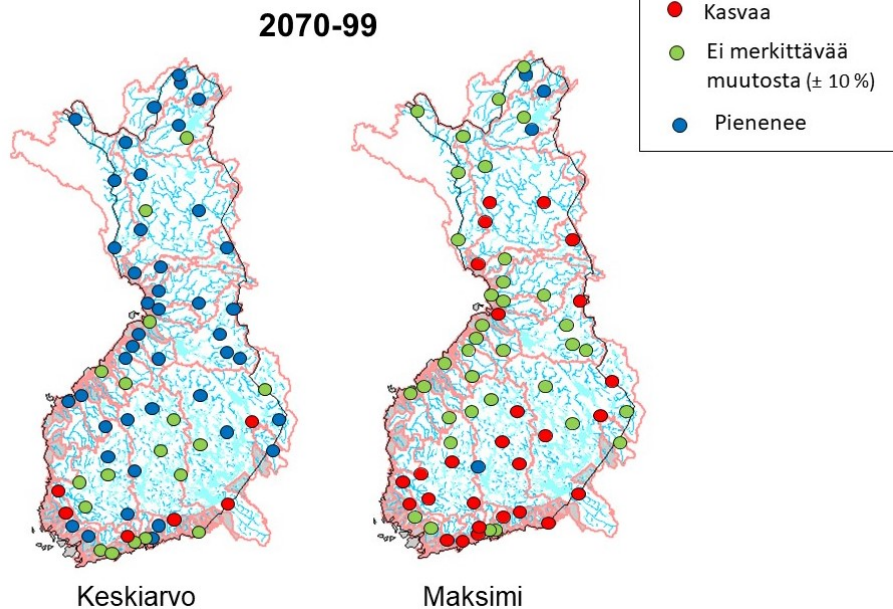 2070-99
Kasvaa
Ei merkittävää
muutosta (± 10 %)
Pienenee
Keskiarvo
Maksimi